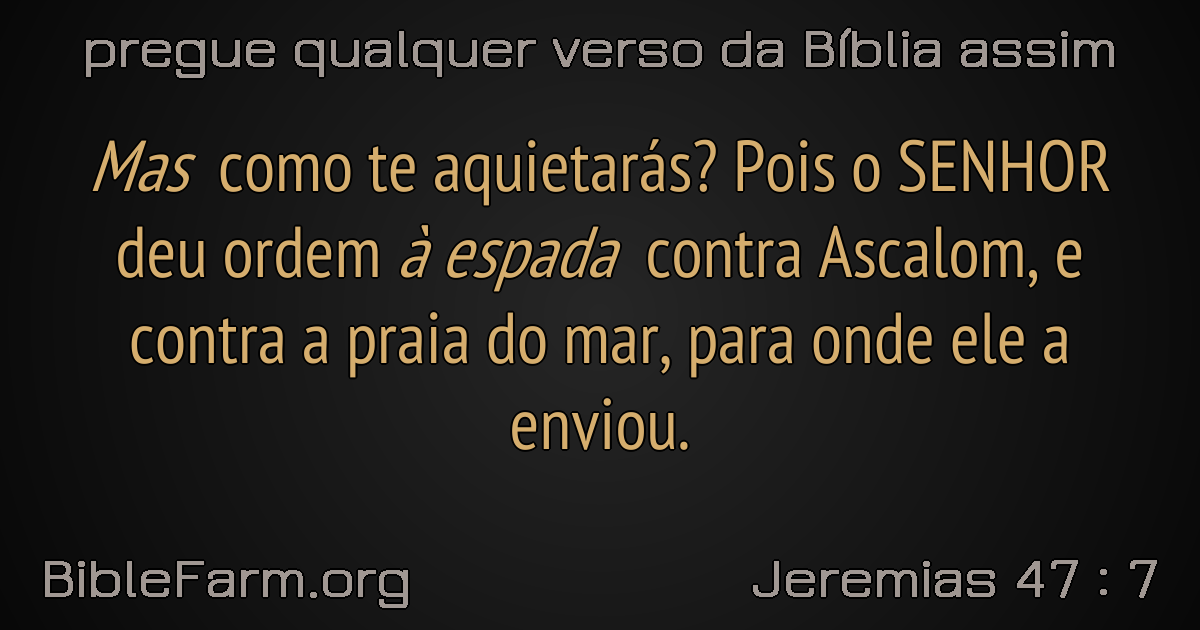 pregue qualquer verso da Bíblia assim
Mas como te aquietarás? Pois o SENHOR
deu ordem à espada contra Ascalom, e
contra a praia do mar, para onde ele a
enviou.
BibleFarm.org
Jeremias 47 : 7